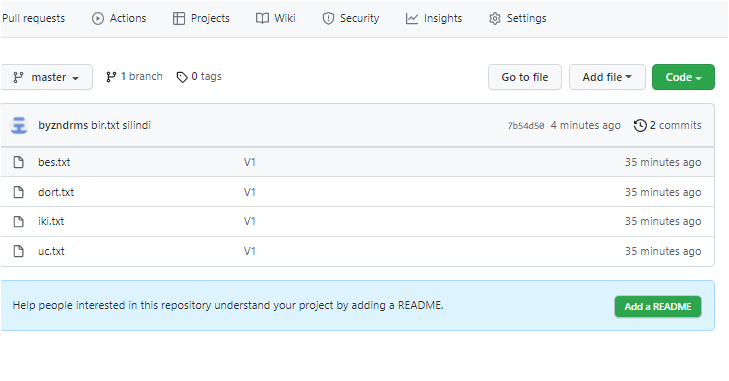 Pull requests Actions Projects Wiki Security Insights Settings
master 1 branch 0 tags Go to file Add file Code
byzndrms bir.txt silindi 7b54d50 4 minutes ago 2 commits
bes.txt V1 35 minutes ago
dort.txt V1 35 minutes ago
iki.txt V1 35 minutes ago
uc.txt V1 35 minutes ago
Help people interested in this repository understand your project by adding a README. Add a README